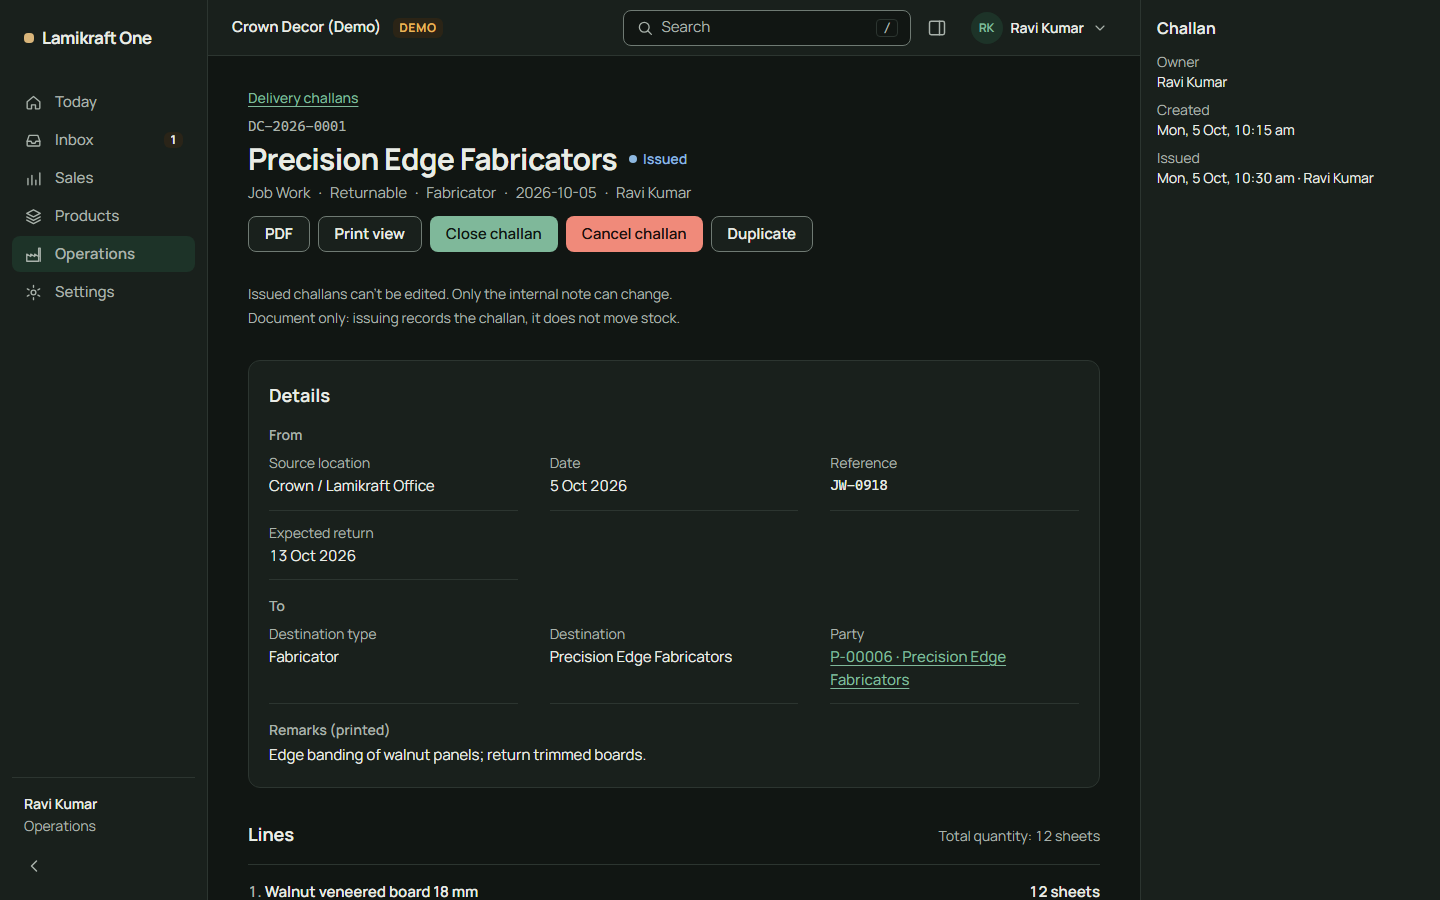 Lamikraft One
Today
Inbox 1
Sales
Products
Operations
Settings
Ravi Kumar
Operations
Crown Decor (Demo) DEMO
Search /
RK Ravi Kumar
Delivery challans
DC-2026-0001
Precision Edge Fabricators Issued
Job Work · Returnable · Fabricator · 2026-10-05 · Ravi Kumar
PDF Print view Close challan Cancel challan Duplicate
Issued challans can't be edited. Only the internal note can change.
Document only: issuing records the challan, it does not move stock.
Details
From
Source location Date Reference
Crown / Lamikraft Office 5 Oct 2026 JW-0918
Expected return
13 Oct 2026
To
Destination type Destination Party
Fabricator Precision Edge Fabricators P-00006 · Precision Edge
Fabricators
Remarks (printed)
Edge banding of walnut panels; return trimmed boards.
Lines Total quantity: 12 sheets
1. Walnut veneered board 18 mm 12 sheets
Challan
Owner
Ravi Kumar
Created
Mon, 5 Oct, 10:15 am
Issued
Mon, 5 Oct, 10:30 am · Ravi Kumar